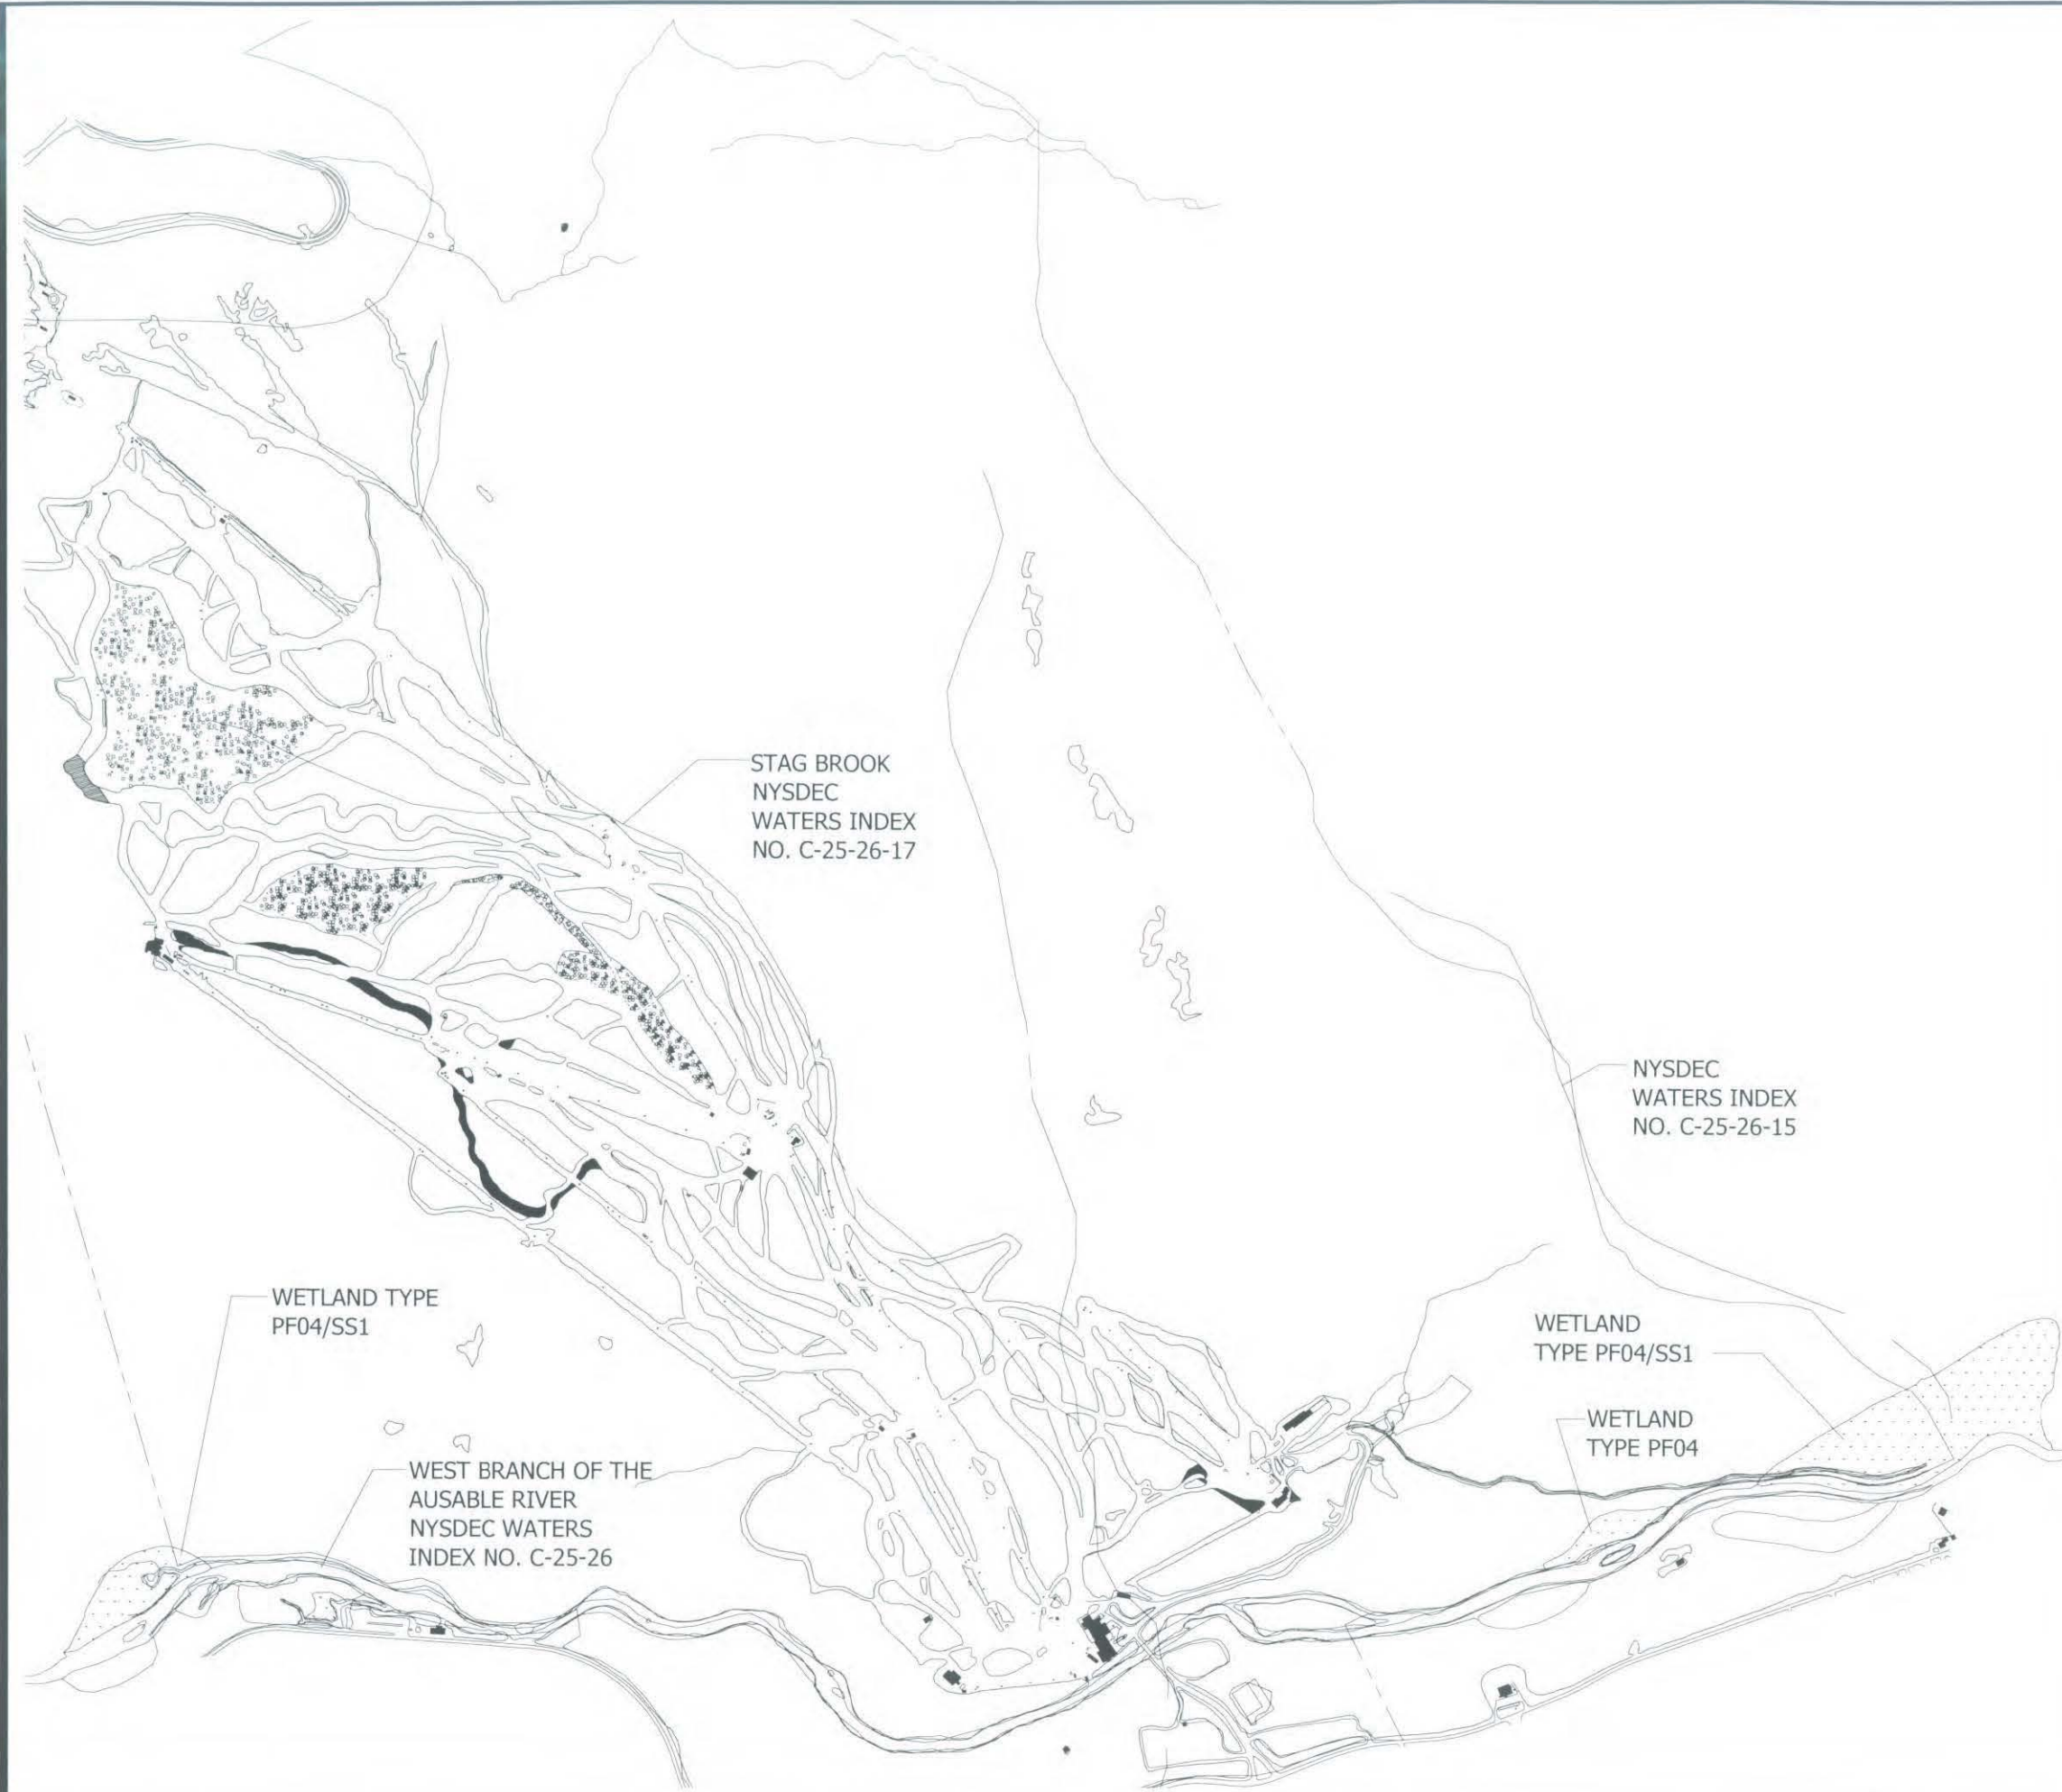 STAG BROOK
NYSDEC
WATERS INDEX
NO. C-25-26-17
NYSDEC
WATERS INDEX
NO. C-25-26-15
WETLAND TYPE
PF04/SS1
WETLAND
TYPE PF04/SS1
WETLAND
TYPE PF04
WEST BRANCH OF THE
AUSABLE RIVER
NYSDEC WATERS
INDEX NO. C-25-26